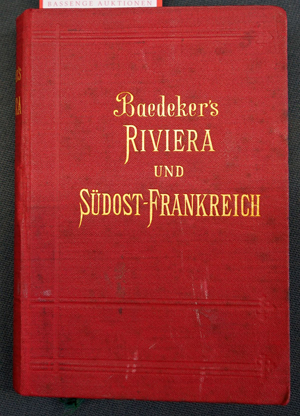 BASSENGE AUKTIONEN
Baedeker's
RIVIERA
UND
SÜDOST-FRANKREICH